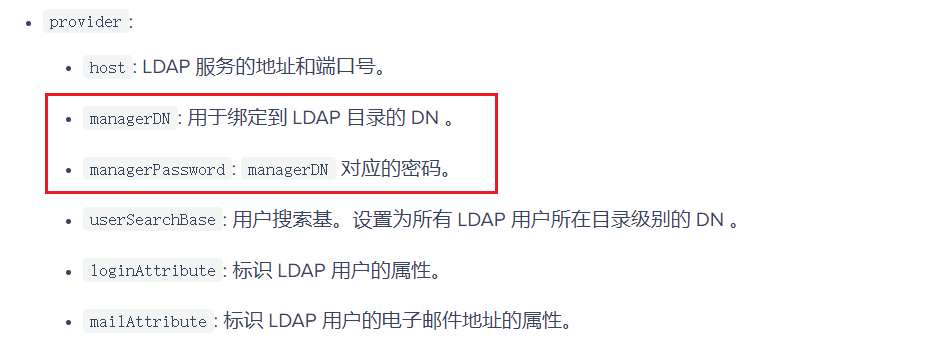 provider:
host: LDAP 服务的地址和端口号。
managerDN: 用于绑定到 LDAP 目录的 DN 。
managerPassword: managerDN 对应的密码。
userSearchBase: 用户搜索基。设置为所有 LDAP 用户所在目录级别的 DN 。
loginAttribute: 标识 LDAP 用户的属性。
mailAttribute: 标识 LDAP 用户的电子邮件地址的属性。